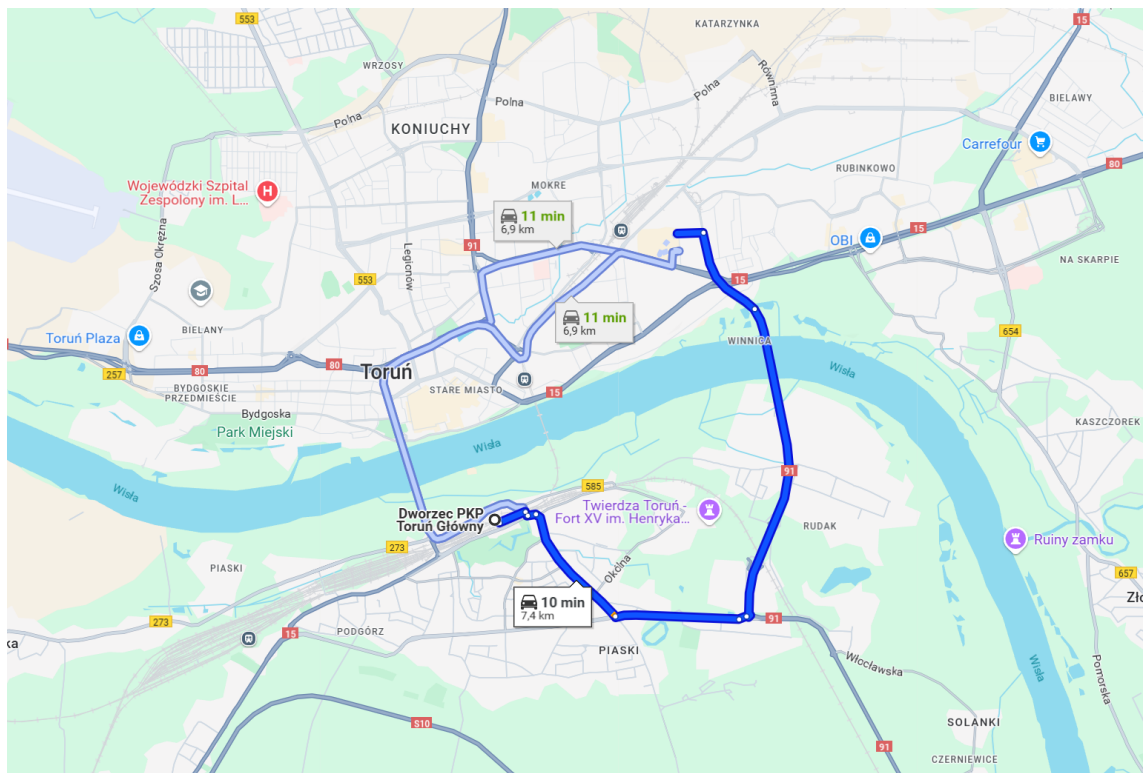 KATARZYNKA
553
15
WRZOSY
Równinna
Polna
Polna
BIELAWY
Polna
KONIUCHY
Carrefour
RUBINKOWO
80
Wojewódzki Szpital
Zespolony im. L...
H
MOKRE
11 min
6,9 km
Szosa Okrężna
Legionów
91
15
OBI
NA SKARPIE
553
15
11 min
6,9 km
BIELANY
654
Toruń Plaza
WINNICA
80
80
257
Toruń
Wisła
BYDGOSKIE
PRZEDMIEŚCIE
STARE MIASTO
15
Bydgoska
Park Miejski
KASZCZOREK
Wisła
91
Wisła
585
Dworzec PKP
Toruń Główny
Twierdza Toruń -
Fort XV im. Henryka...
RUDAK
Ruiny zamku
273
PIASKI
Okólna
657
10 min
7,4 km
Zło
273
15
PODGÓRZ
91
ka
PIASKI
Włocławska
Wisła
Pomorska
S10
SOLANKI
91
CZERNIEWICE